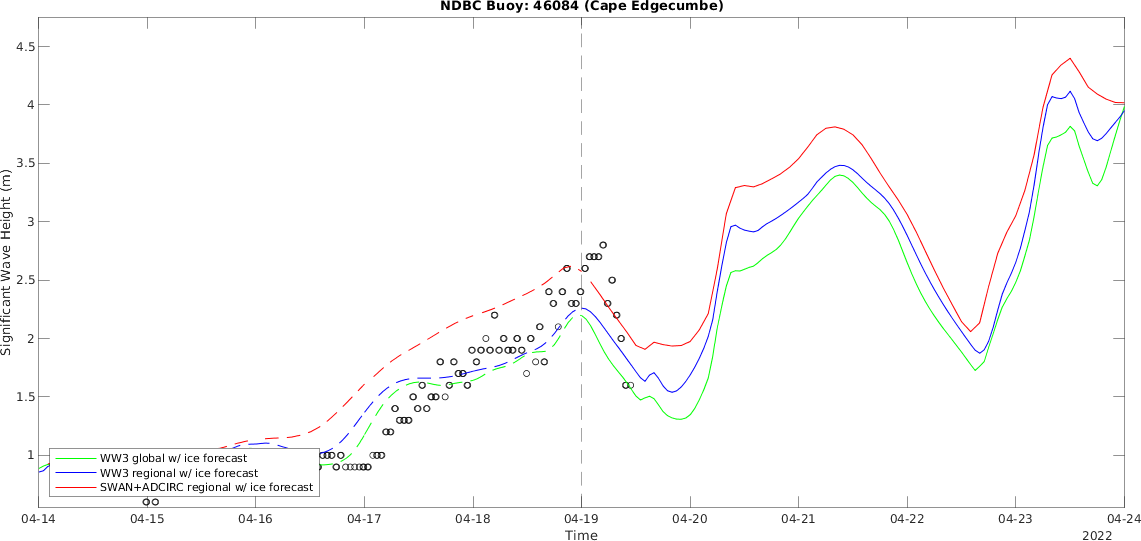 NDBC Buoy: 46084 (Cape Edgecumbe)
4.5
4
3.5
3
2.5
2
1.5
1
Significant Wave Height (m)
WW3 global w/ ice forecast
WW3 regional w/ ice forecast
SWAN+ADCIRC regional w/ ice forecast
04-14 04-15 04-16 04-17 04-18 04-19 04-20 04-21 04-22 04-23 04-24
Time
2022